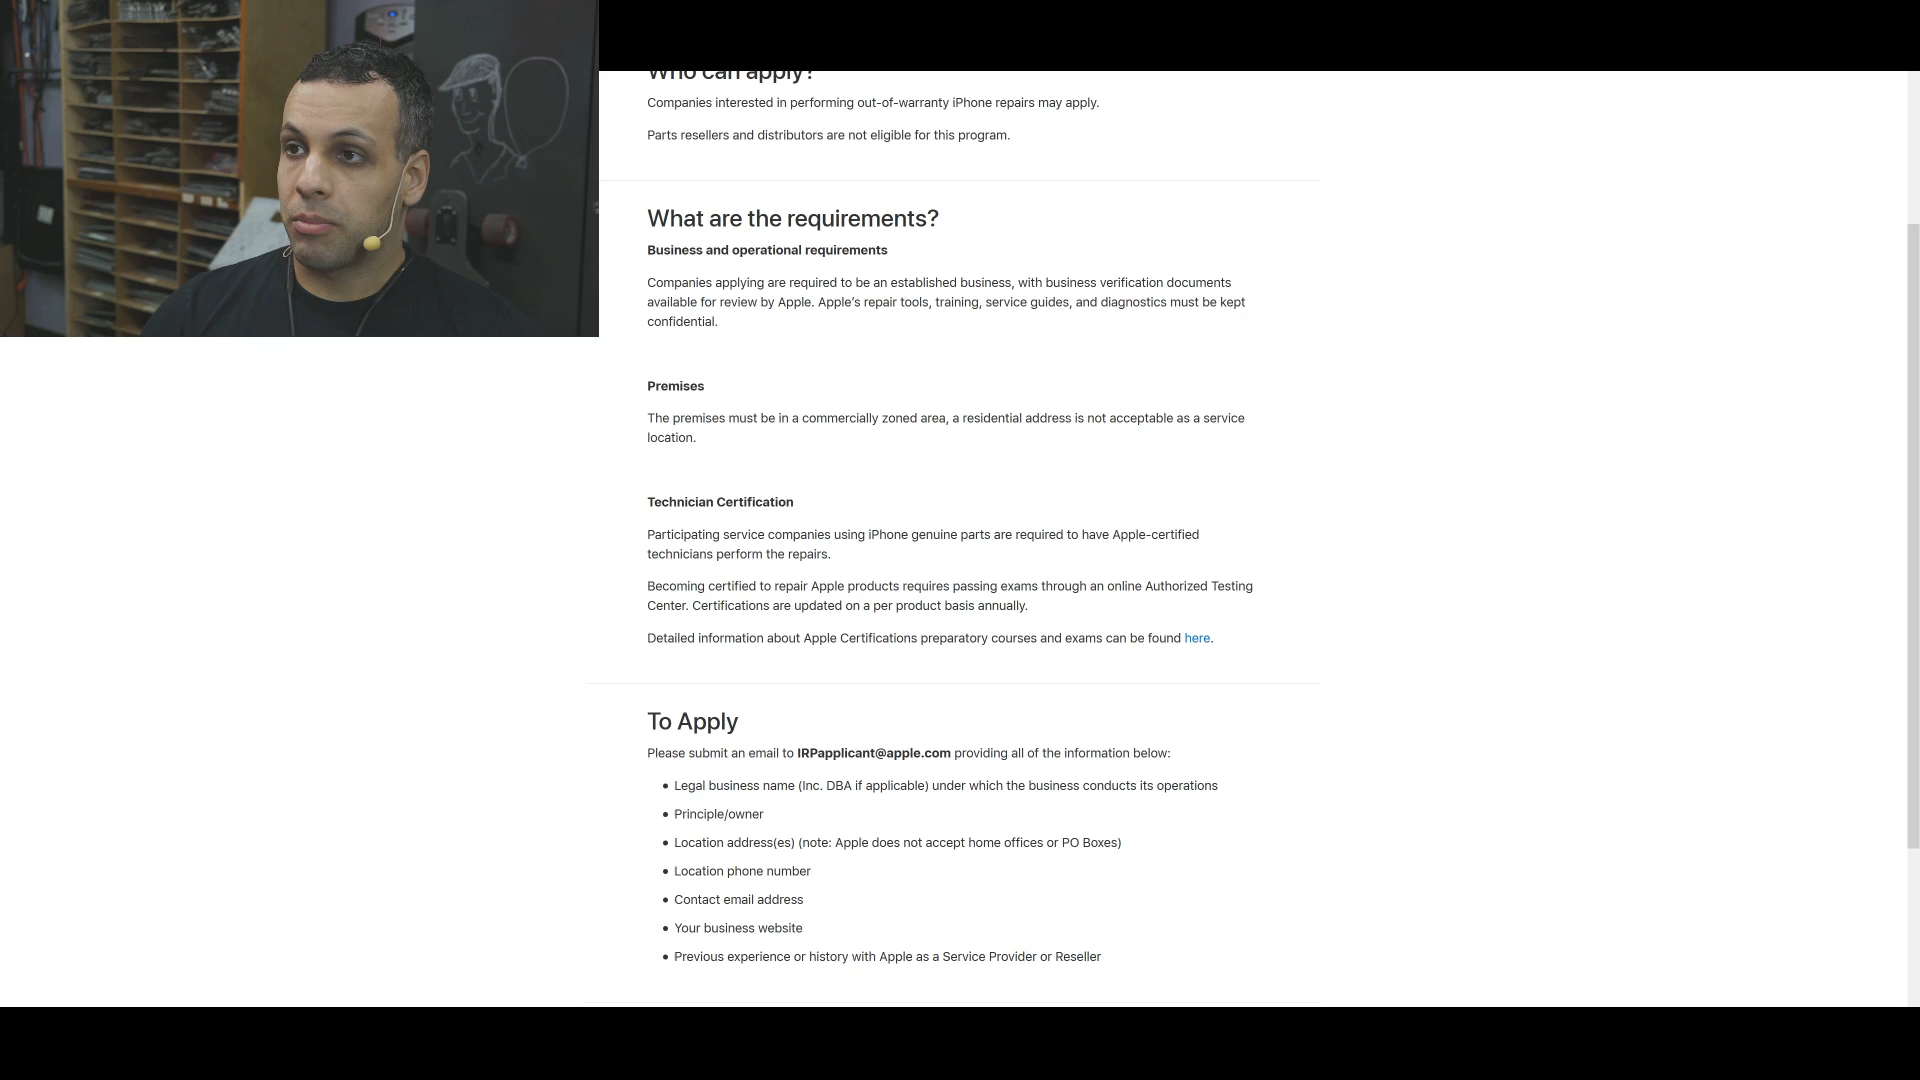 Who can apply?
Companies interested in performing out-of-warranty iPhone repairs may apply.
Parts resellers and distributors are not eligible for this program.
What are the requirements?
Business and operational requirements
Companies applying are required to be an established business, with business verification documents
available for review by Apple. Apple’s repair tools, training, service guides, and diagnostics must be kept
confidential.
Premises
The premises must be in a commercially zoned area, a residential address is not acceptable as a service
location.
Technician Certification
Participating service companies using iPhone genuine parts are required to have Apple-certified
technicians perform the repairs.
Becoming certified to repair Apple products requires passing exams through an online Authorized Testing
Center. Certifications are updated on a per product basis annually.
Detailed information about Apple Certifications preparatory courses and exams can be found here.
To Apply
Please submit an email to IRPapplicant@apple.com providing all of the information below:
• Legal business name (Inc. DBA if applicable) under which the business conducts its operations
• Principle/owner
• Location address(es) (note: Apple does not accept home offices or PO Boxes)
• Location phone number
• Contact email address
• Your business website
• Previous experience or history with Apple as a Service Provider or Reseller